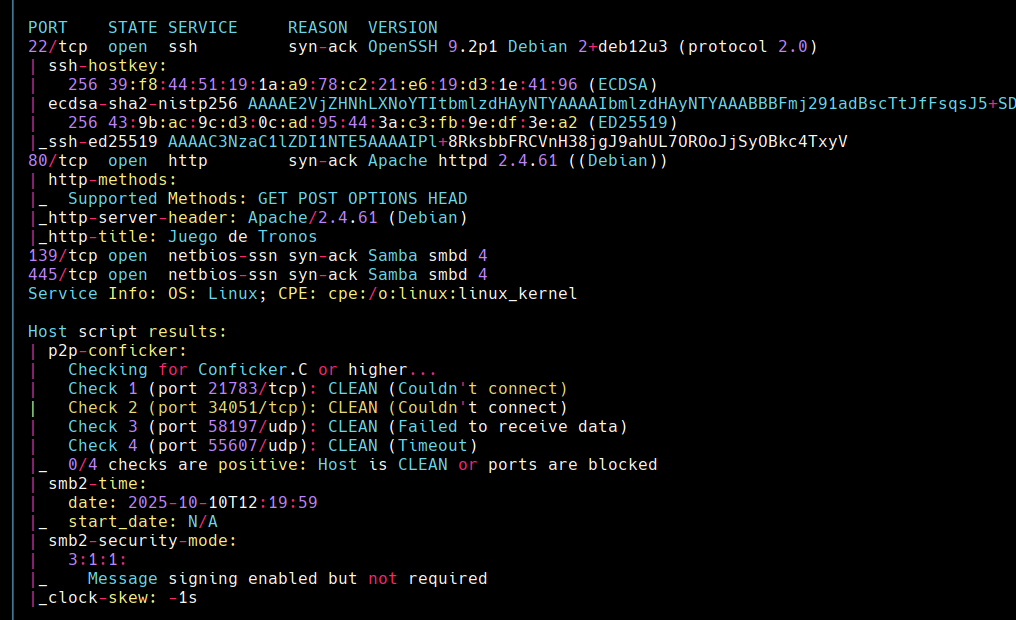 PORT    STATE SERVICE     REASON  VERSION
22/tcp  open  ssh         syn-ack OpenSSH 9.2p1 Debian 2+deb12u3 (protocol 2.0)
| ssh-hostkey:
|   256 39:f8:44:51:19:1a:a9:78:c2:21:e6:19:d3:1e:41:96 (ECDSA)
| ecdsa-sha2-nistp256 AAAAE2VjZHNhLXNoYTItbmlzdHAyNTYAAAAIbmlzdHAyNTYAAABBBFmj291adBscTtJfFsqsJ5+SD
|   256 43:9b:ac:9c:d3:0c:ad:95:44:3a:c3:fb:9e:df:3e:a2 (ED25519)
|_ssh-ed25519 AAAAC3NzaC1lZDI1NTE5AAAAIPl+8RksbbFRCVnH38jgJ9ahUL7OROoJjSyOBkc4TxyV
80/tcp  open  http        syn-ack Apache httpd 2.4.61 ((Debian))
| http-methods:
|_  Supported Methods: GET POST OPTIONS HEAD
|_http-server-header: Apache/2.4.61 (Debian)
|_http-title: Juego de Tronos
139/tcp open  netbios-ssn syn-ack Samba smbd 4
445/tcp open  netbios-ssn syn-ack Samba smbd 4
Service Info: OS: Linux; CPE: cpe:/o:linux:linux_kernel

Host script results:
| p2p-conficker:
|   Checking for Conficker.C or higher...
|   Check 1 (port 21783/tcp): CLEAN (Couldn't connect)
|   Check 2 (port 34051/tcp): CLEAN (Couldn't connect)
|   Check 3 (port 58197/udp): CLEAN (Failed to receive data)
|   Check 4 (port 55607/udp): CLEAN (Timeout)
|_  0/4 checks are positive: Host is CLEAN or ports are blocked
| smb2-time:
|   date: 2025-10-10T12:19:59
|_  start_date: N/A
| smb2-security-mode:
|   3:1:1:
|_    Message signing enabled but not required
|_clock-skew: -1s